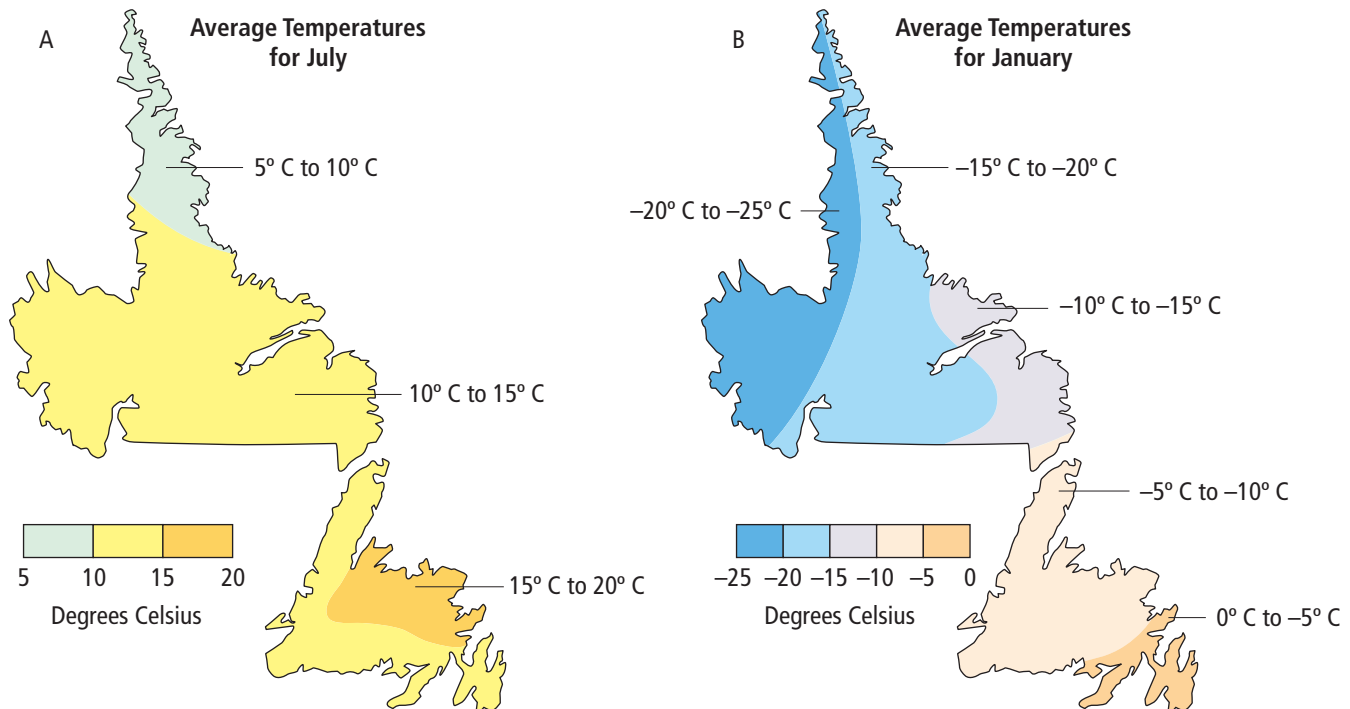 A
Average Temperatures
for July
5º C to 10º C
10º C to 15º C
15º C to 20º C
5 10 15 20
Degrees Celsius
B
Average Temperatures
for January
–15º C to –20º C
–20º C to –25º C
–10º C to –15º C
–5º C to –10º C
0º C to –5º C
–25 –20 –15 –10 –5 0
Degrees Celsius